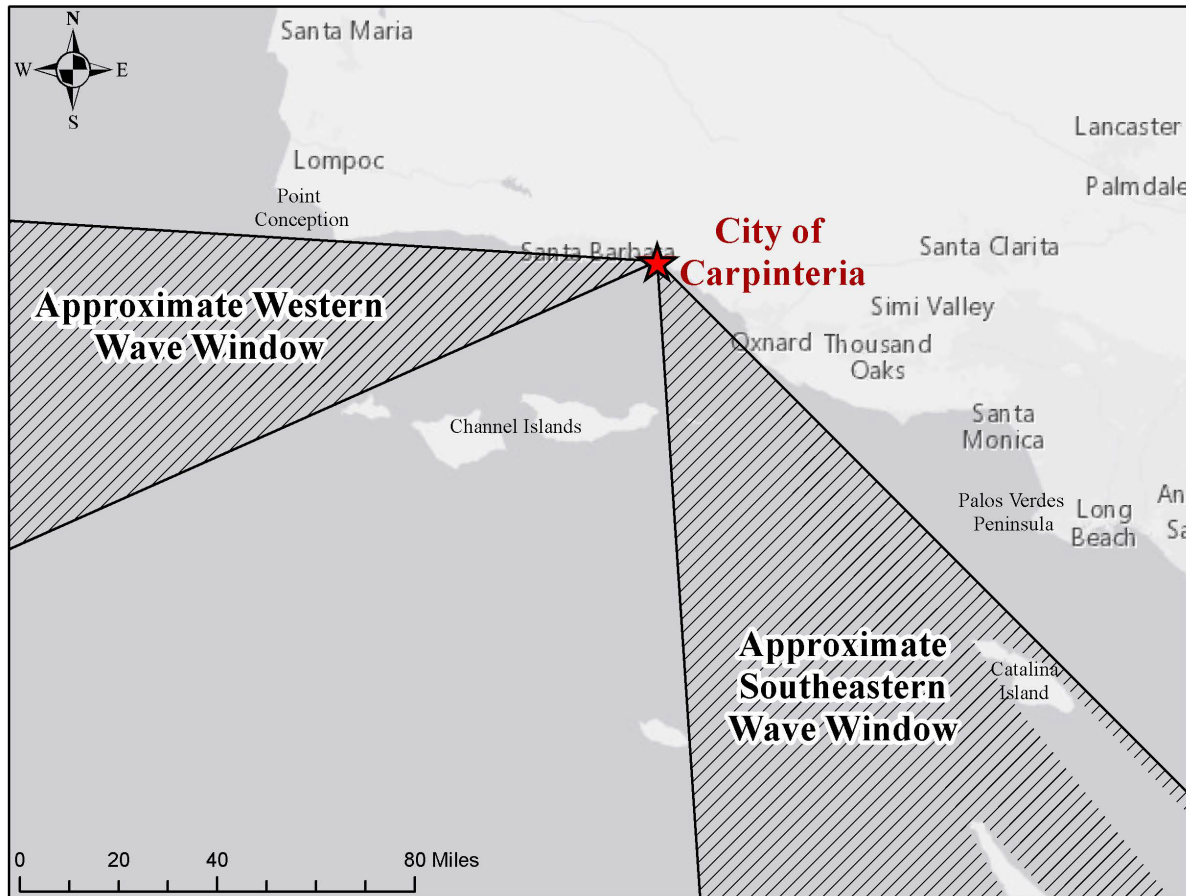 N
W E
S
Santa Maria
Lancaster
Lompoc
Palmdale
Point
Conception
City of
Carpinteria
Santa Barbara
Santa Clarita
Approximate Western
Wave Window
Simi Valley
Oxnard
Thousand
Oaks
Channel Islands
Santa
Monica
Palos Verdes
Peninsula
Long
Beach
An
Sa
Approximate
Southeastern
Wave Window
Catalina
Island
0 20 40 80 Miles